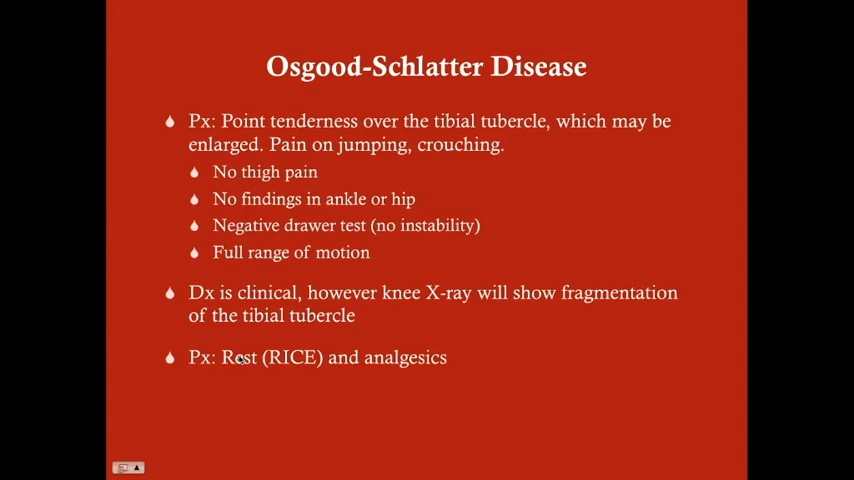 Osgood-Schlatter Disease
Px: Point tenderness over the tibial tubercle, which may be
enlarged. Pain on jumping, crouching.
No thigh pain
No findings in ankle or hip
Negative drawer test (no instability)
Full range of motion
Dx is clinical, however knee X-ray will show fragmentation
of the tibial tubercle
Px: Rest (RICE) and analgesics